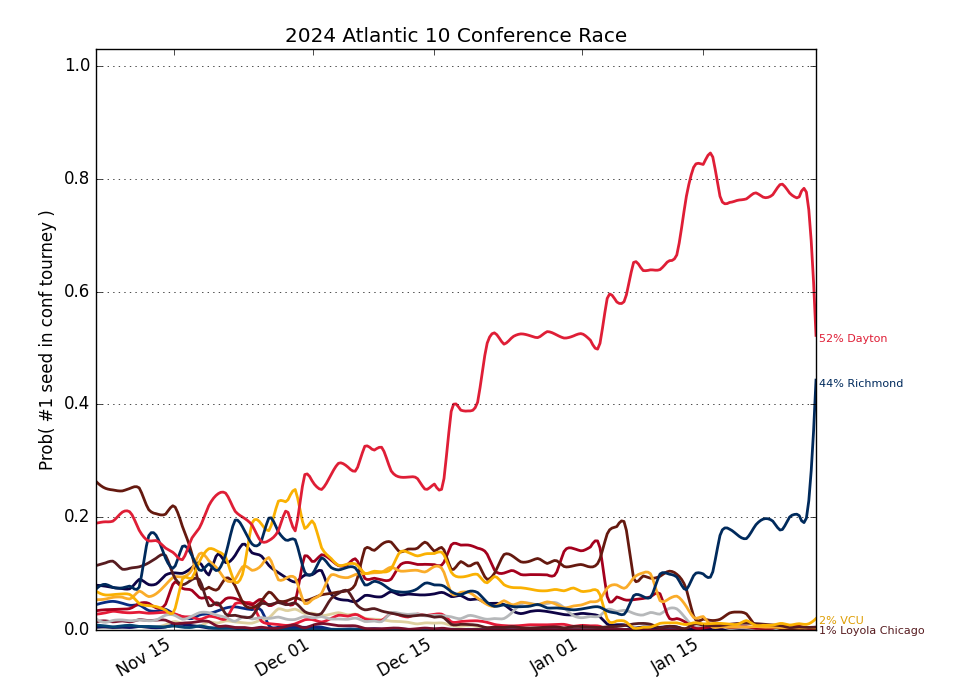 2024 Atlantic 10 Conference Race
Prob( #1 seed in conf tourney )
1.0
0.8
0.6
0.4
0.2
0.0
Nov 15
Dec 01
Dec 15
Jan 01
Jan 15
52% Dayton
44% Richmond
2% VCU
1% Loyola Chicago